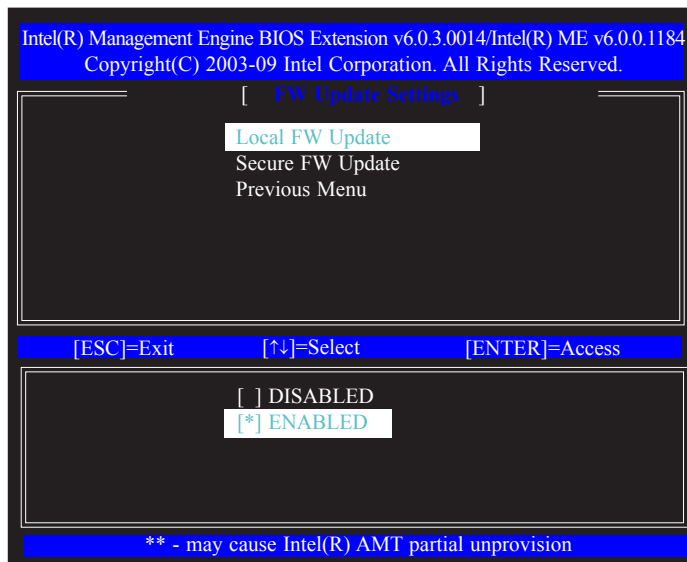 Intel(R) Management Engine BIOS Extension v6.0.3.0014/Intel(R) ME v6.0.0.1184
Copyright(C) 2003-09 Intel Corporation. All Rights Reserved.
[ FW Update Settings ]
Local FW Update
Secure FW Update
Previous Menu
[ESC]=Exit [↑↓]=Select [ENTER]=Access
[ ] DISABLED
[*] ENABLED
** - may cause Intel(R) AMT partial unprovision